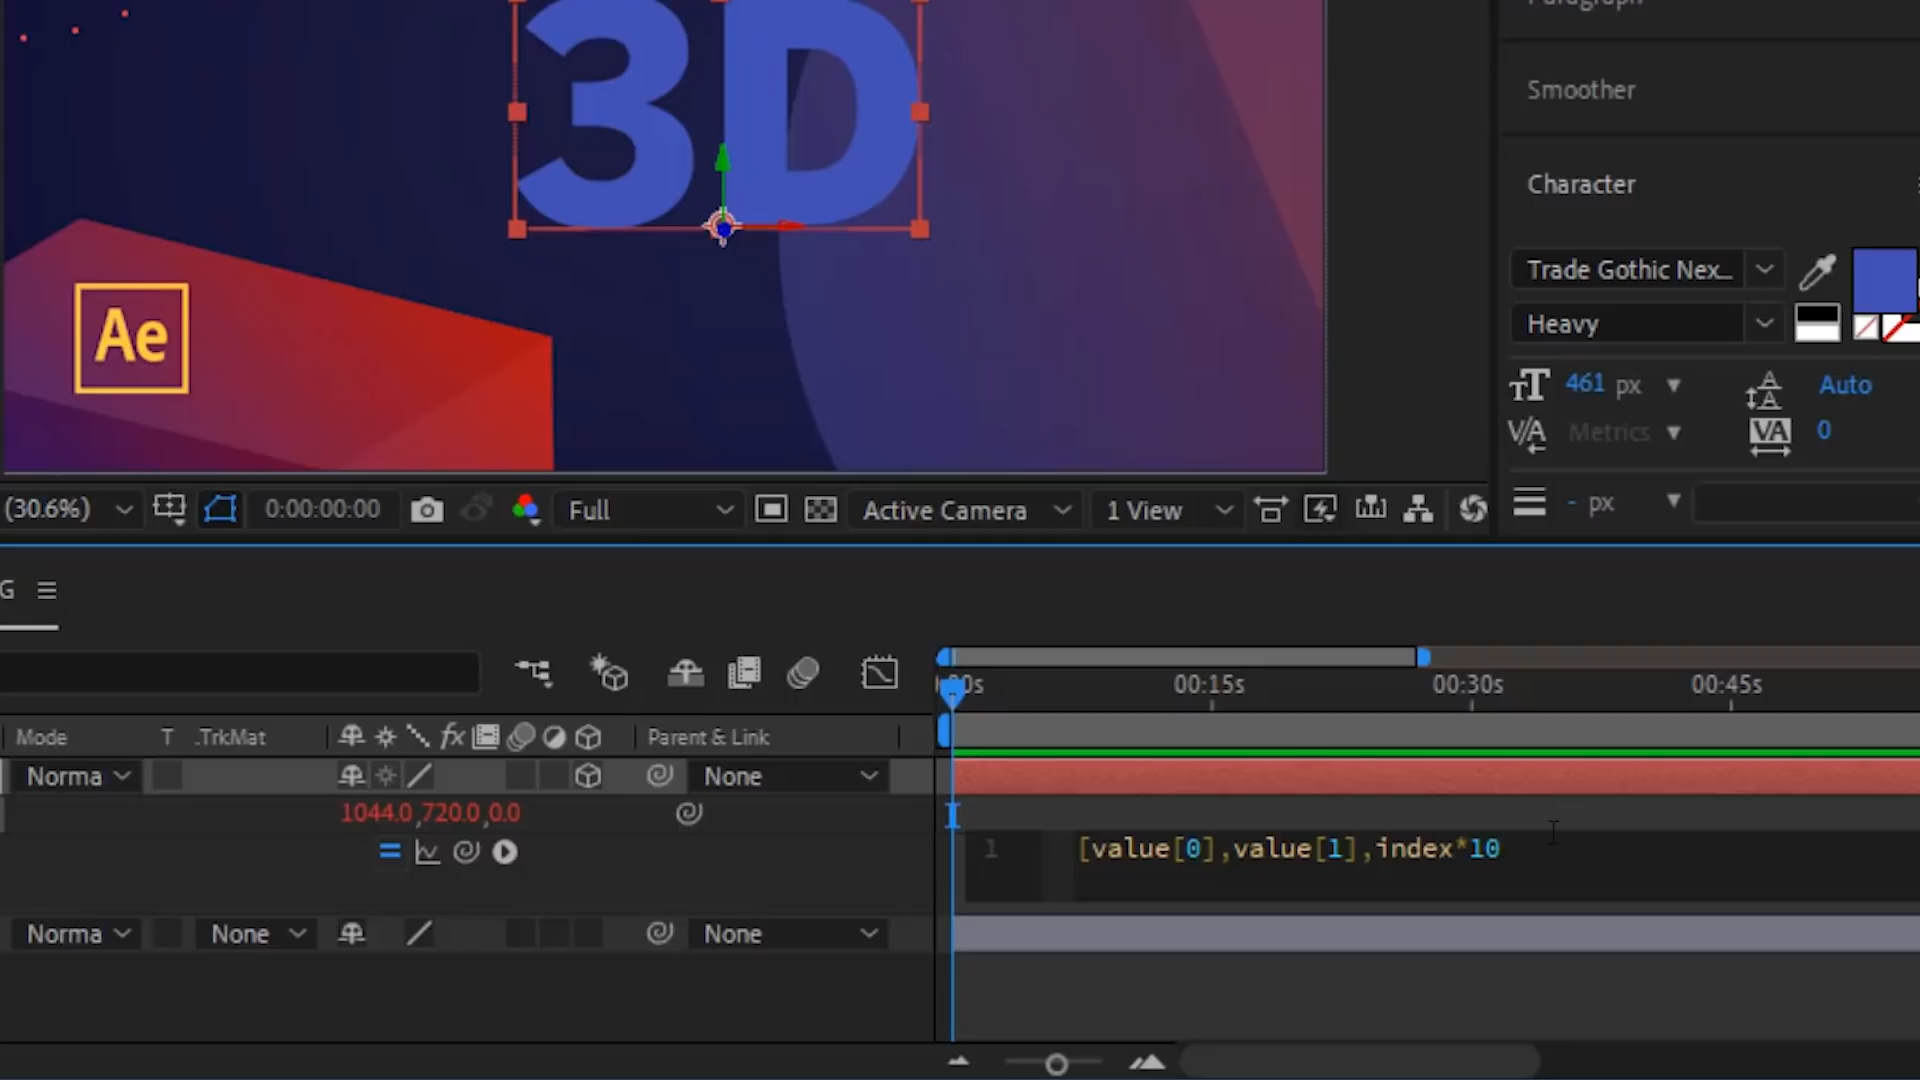 3D
Paragraph
Smoother
Character
Trade Gothic Nex...
Heavy
Ae
461 px
Auto
Metrics
0
(30.6%)
0:00:00:00
Full
Active Camera
1 View
- px
G
00:15s
00:30s
00:45s
Mode
T
.TrkMat
fx
Parent & Link
Norma
None
1044.0,720.0,0.0
1
[value[0],value[1],index*10
Norma
None
None